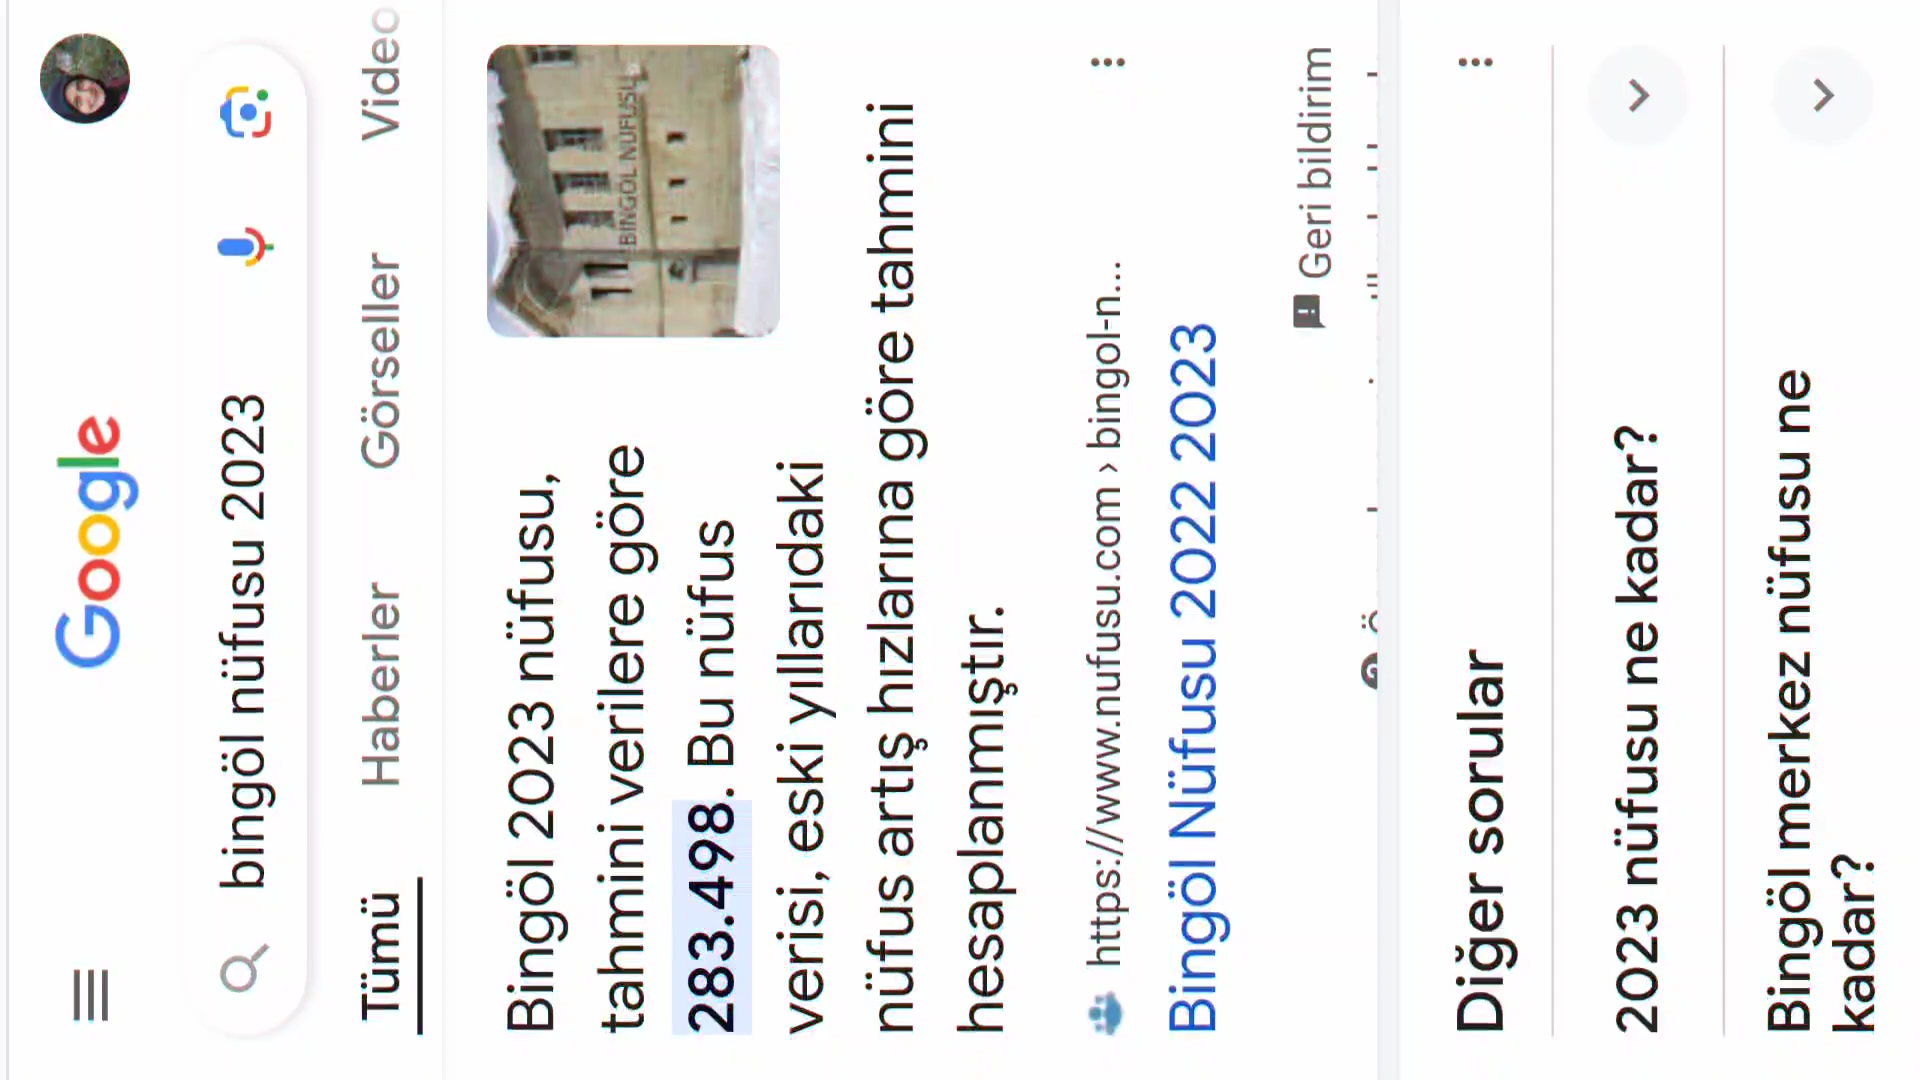 Google
bingöl nüfusu 2023
Tümü Haberler Görseller Video
Bingöl 2023 nüfusu,
tahmini verilere göre
283.498. Bu nüfus
verisi, eski yıllarıdaki
nüfus artış hızlarına göre tahmini
hesaplanmıştır.
BİNGÖL NÜFUSU
https://www.nufusu.com › bingol-n...
Bingöl Nüfusu 2022 2023
Geri bildirim
Diğer sorular
2023 nüfusu ne kadar?
Bingöl merkez nüfusu ne
kadar?